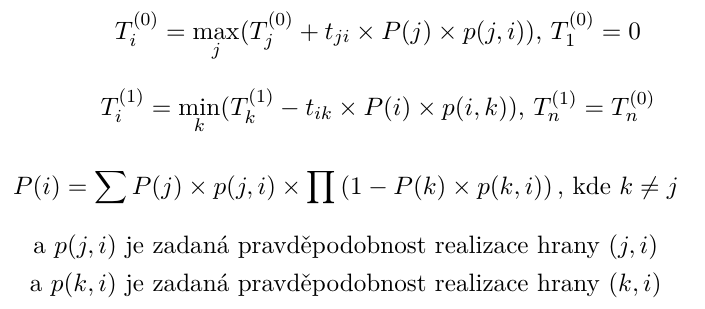 T_i^{(0)} = \max_j (T_j^{(0)} + t_{ji} × P(j) × p(j, i)), T_1^{(0)} = 0
T_i^{(1)} = \min_k (T_k^{(1)} − t_{ik} × P(i) × p(i, k)), T_n^{(1)} = T_n^{(0)}
P(i) = ∑ P(j) × p(j, i) × ∏ (1 − P(k) × p(k, i)) , kde k ≠ j
a p(j, i) je zadaná pravděpodobnost realizace hrany (j, i)
a p(k, i) je zadaná pravděpodobnost realizace hrany (k, i)